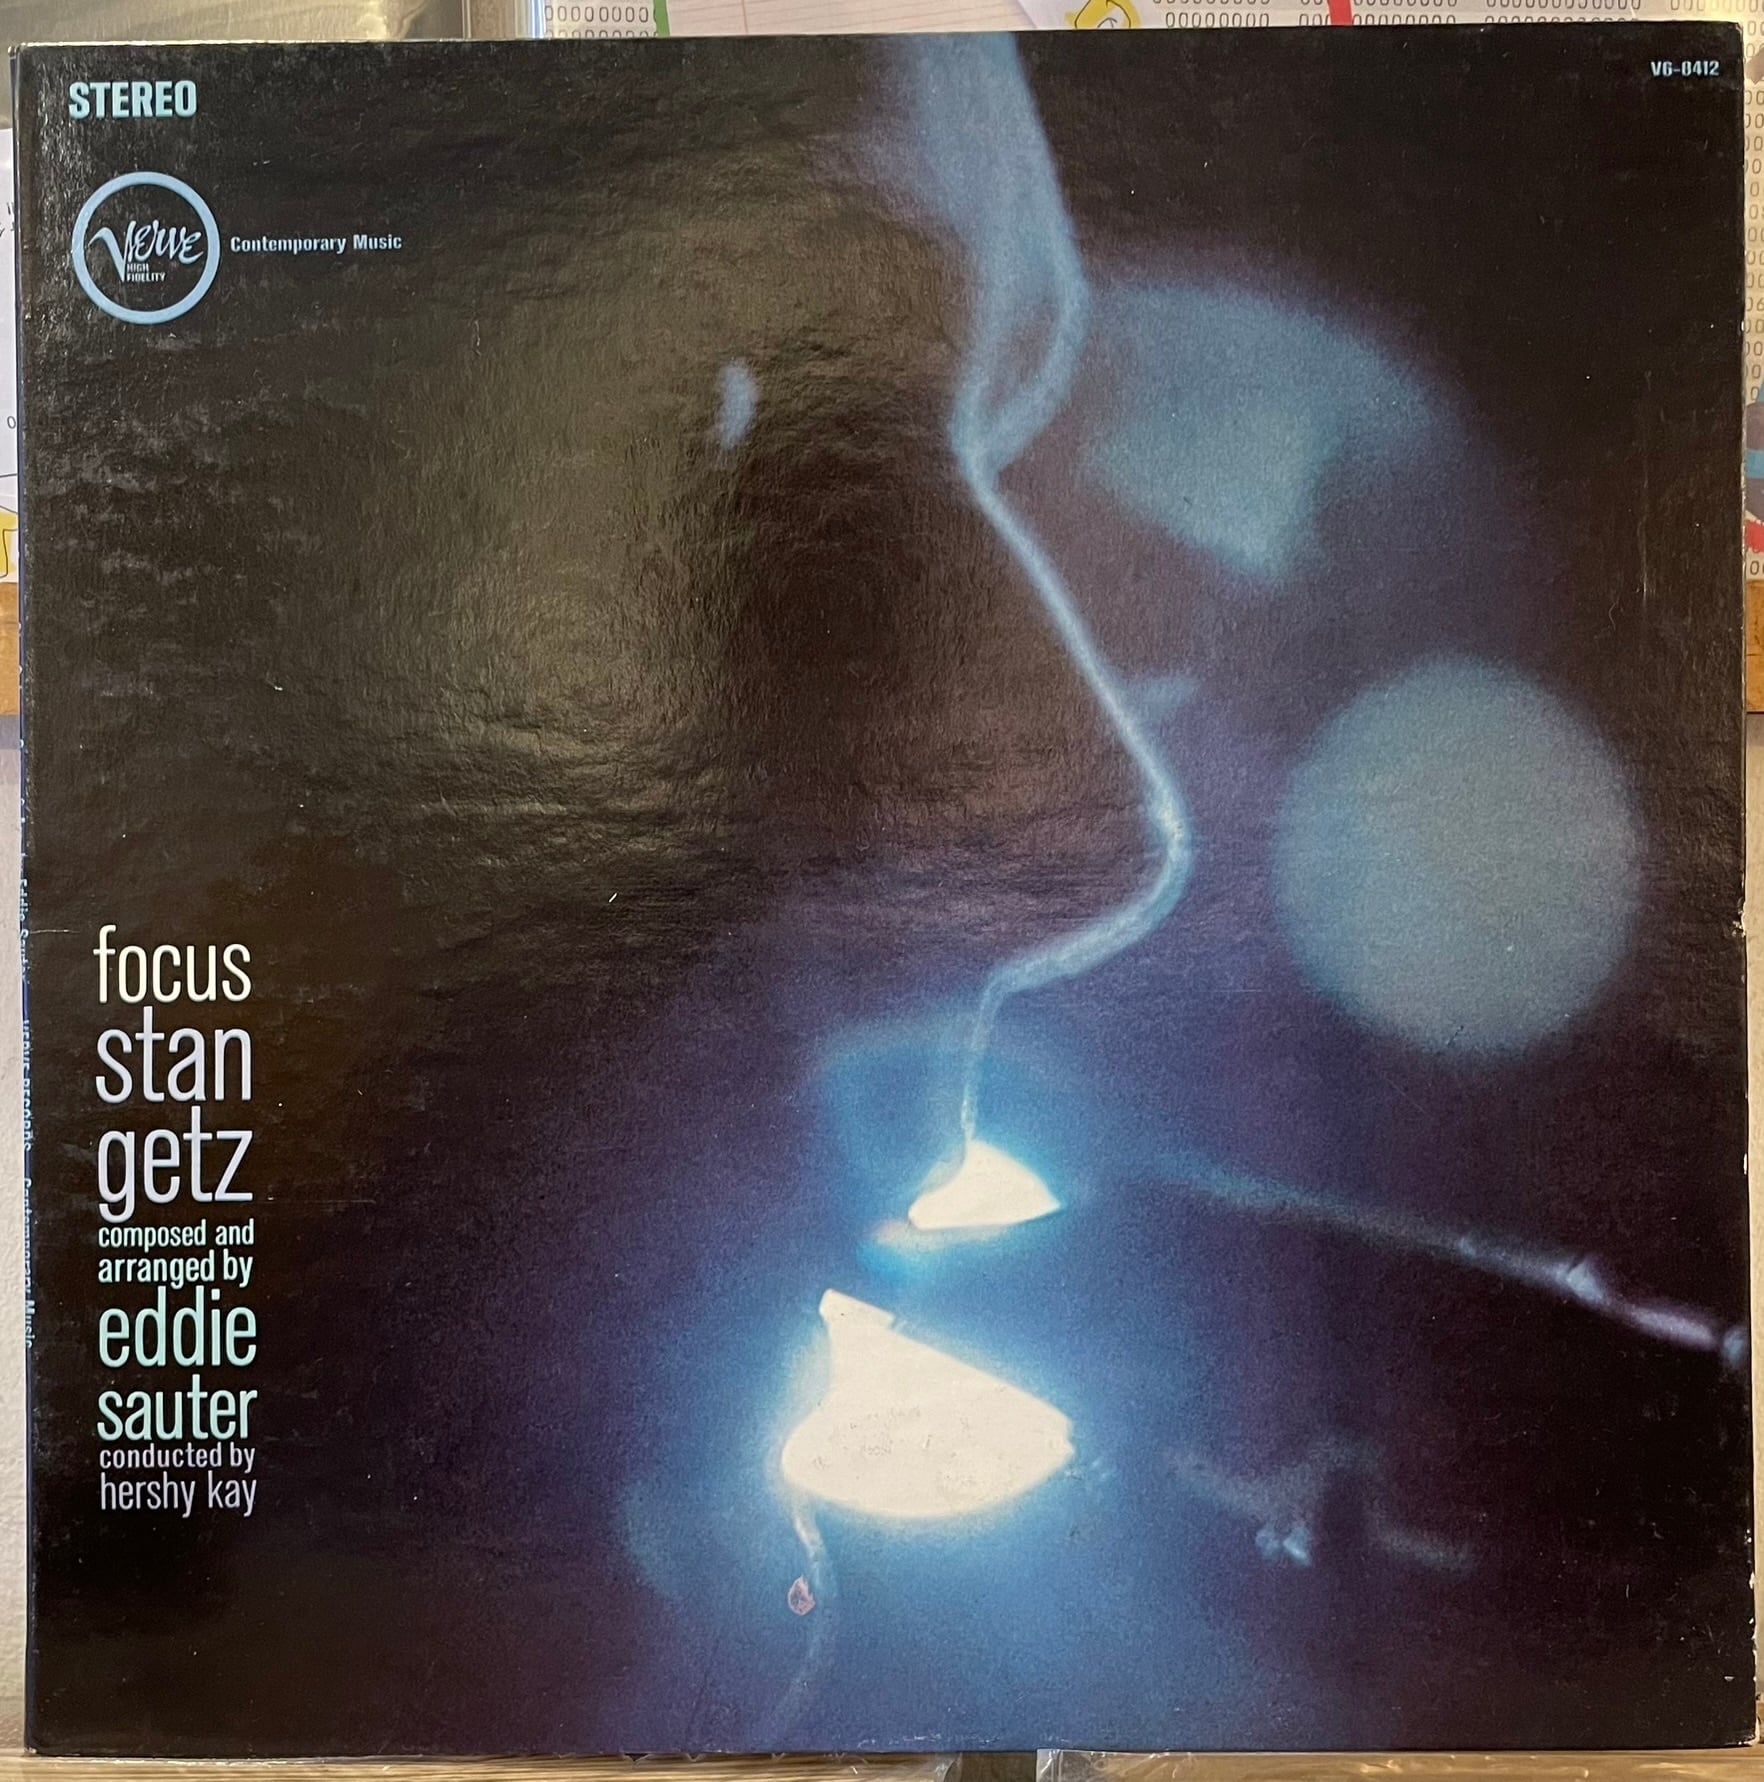 STEREO
V6-8412
Verve
HIGH
FIDELITY
Contemporary Music
focus
stan
getz
composed and
arranged by
eddie
sauter
conducted by
hershy kay